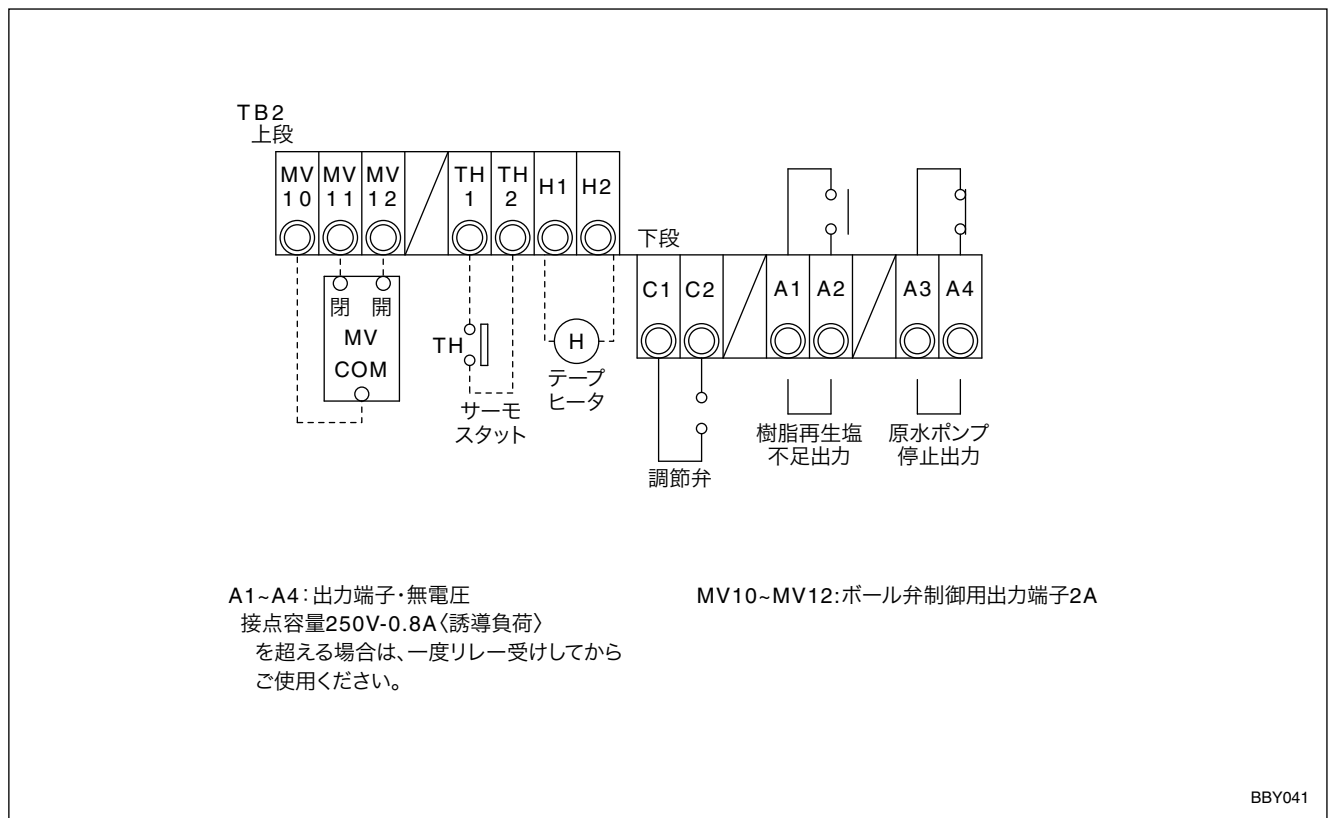 TB2
上段
MV MV MV TH TH H1 H2
10 11 12 1 2
下段
C1 C2 A1 A2 A3 A4
閉 開
MV
COM
TH
サーモ
スタット
H
テープ
ヒータ
調節弁
樹脂再生塩
不足出力
原水ポンプ
停止出力
A1~A4:出力端子・無電圧
接点容量250V-0.8A〈誘導負荷〉
を超える場合は、一度リレー受けしてから
ご使用ください。
MV10~MV12:ボール弁制御用出力端子2A
BBY041